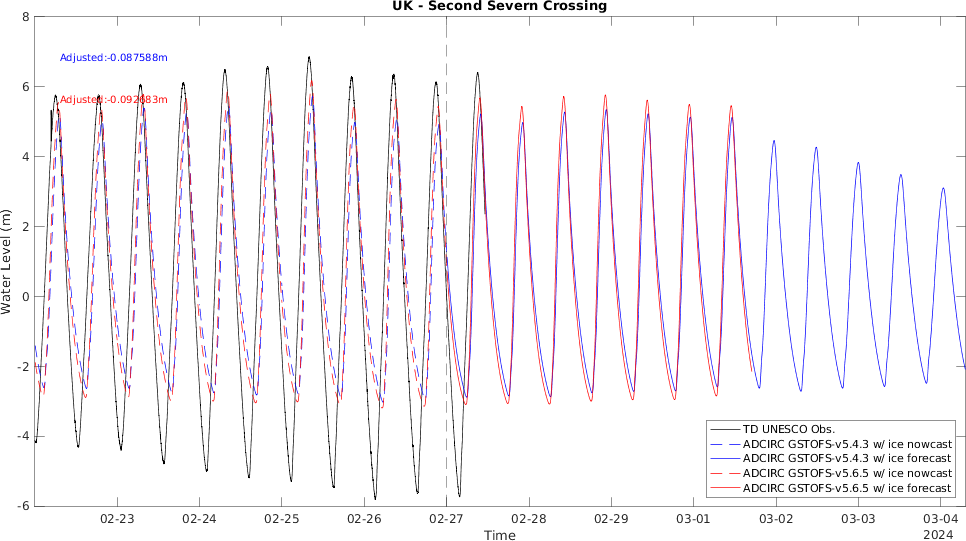 UK - Second Severn Crossing
8
6
4
2
0
-2
-4
-6
Water Level (m)
Adjusted:-0.087588m
Adjusted:-0.092683m
TD UNESCO Obs.
ADCIRC GSTOFS-v5.4.3 w/ ice nowcast
ADCIRC GSTOFS-v5.4.3 w/ ice forecast
ADCIRC GSTOFS-v5.6.5 w/ ice nowcast
ADCIRC GSTOFS-v5.6.5 w/ ice forecast
02-23 02-24 02-25 02-26 02-27 02-28 02-29 03-01 03-02 03-03 03-04
Time
2024